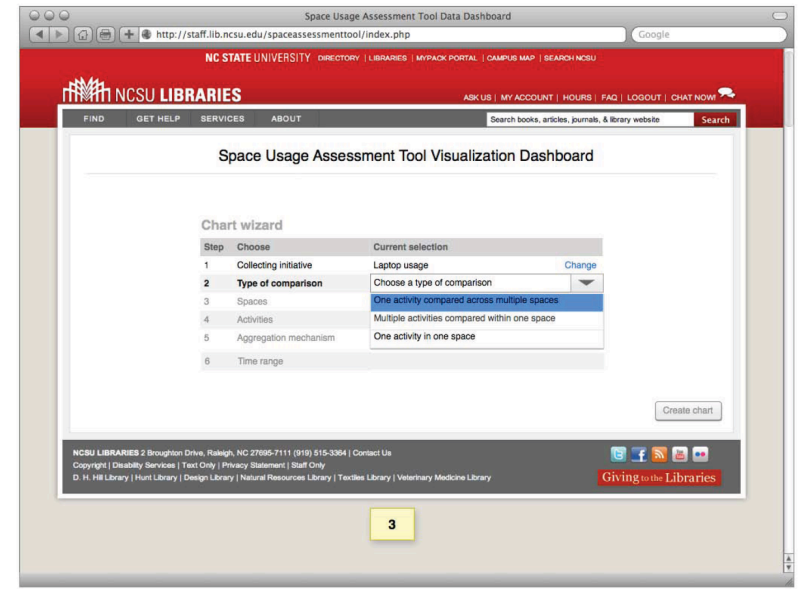 Space Usage Assessment Tool Data Dashboard
http://staff.lib.ncsu.edu/spaceassessmenttool/index.php
Google
NC STATE UNIVERSITY DIRECTORY | LIBRARIES | MYPACK PORTAL | CAMPUS MAP | SEARCH NCSU
NCSU LIBRARIES
ASK US | MY ACCOUNT | HOURS | FAQ | LOGOUT | CHAT NOW!
FIND GET HELP SERVICES ABOUT
Search books, articles, journals, & library website Search
Space Usage Assessment Tool Visualization Dashboard
Chart wizard
Step Choose Current selection
1 Collecting initiative Laptop usage Change
2 Type of comparison Choose a type of comparison
3 Spaces One activity compared across multiple spaces
4 Activities Multiple activities compared within one space
5 Aggregation mechanism One activity in one space
6 Time range
Create chart
NCSU LIBRARIES 2 Broughton Drive, Raleigh, NC 27695-7111 (919) 515-3364 | Contact Us
Copyright | Disability Services | Text Only | Privacy Statement | Staff Only
D. H. Hill Library | Hunt Library | Design Library | Natural Resources Library | Textiles Library | Veterinary Medicine Library
Giving to the Libraries
3